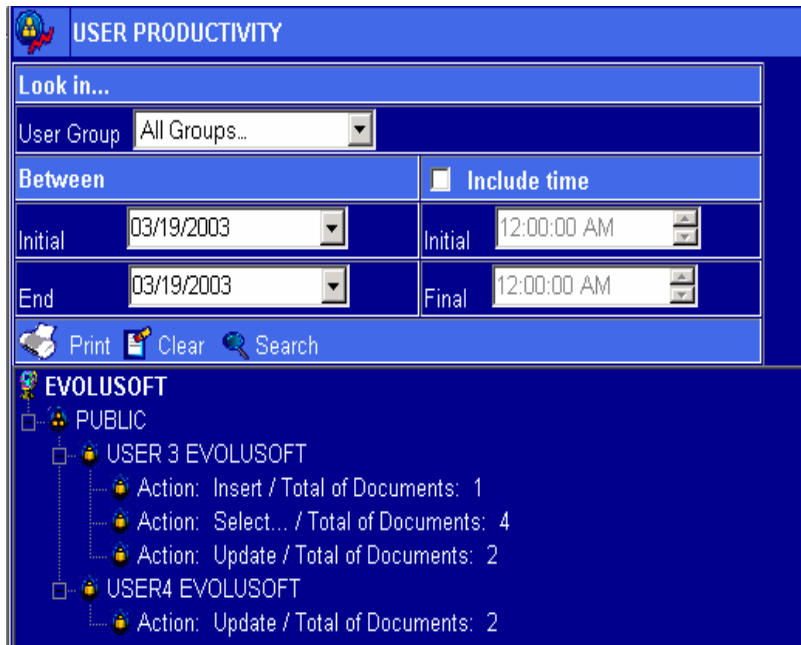 USER PRODUCTIVITY
Look in...
User Group All Groups...
Between Include time
Initial 03/19/2003 Initial 12:00:00 AM
End 03/19/2003 Final 12:00:00 AM
Print Clear Search
EVOLUSOFT
PUBLIC
USER 3 EVOLUSOFT
Action: Insert / Total of Documents: 1
Action: Select... / Total of Documents: 4
Action: Update / Total of Documents: 2
USER4 EVOLUSOFT
Action: Update / Total of Documents: 2